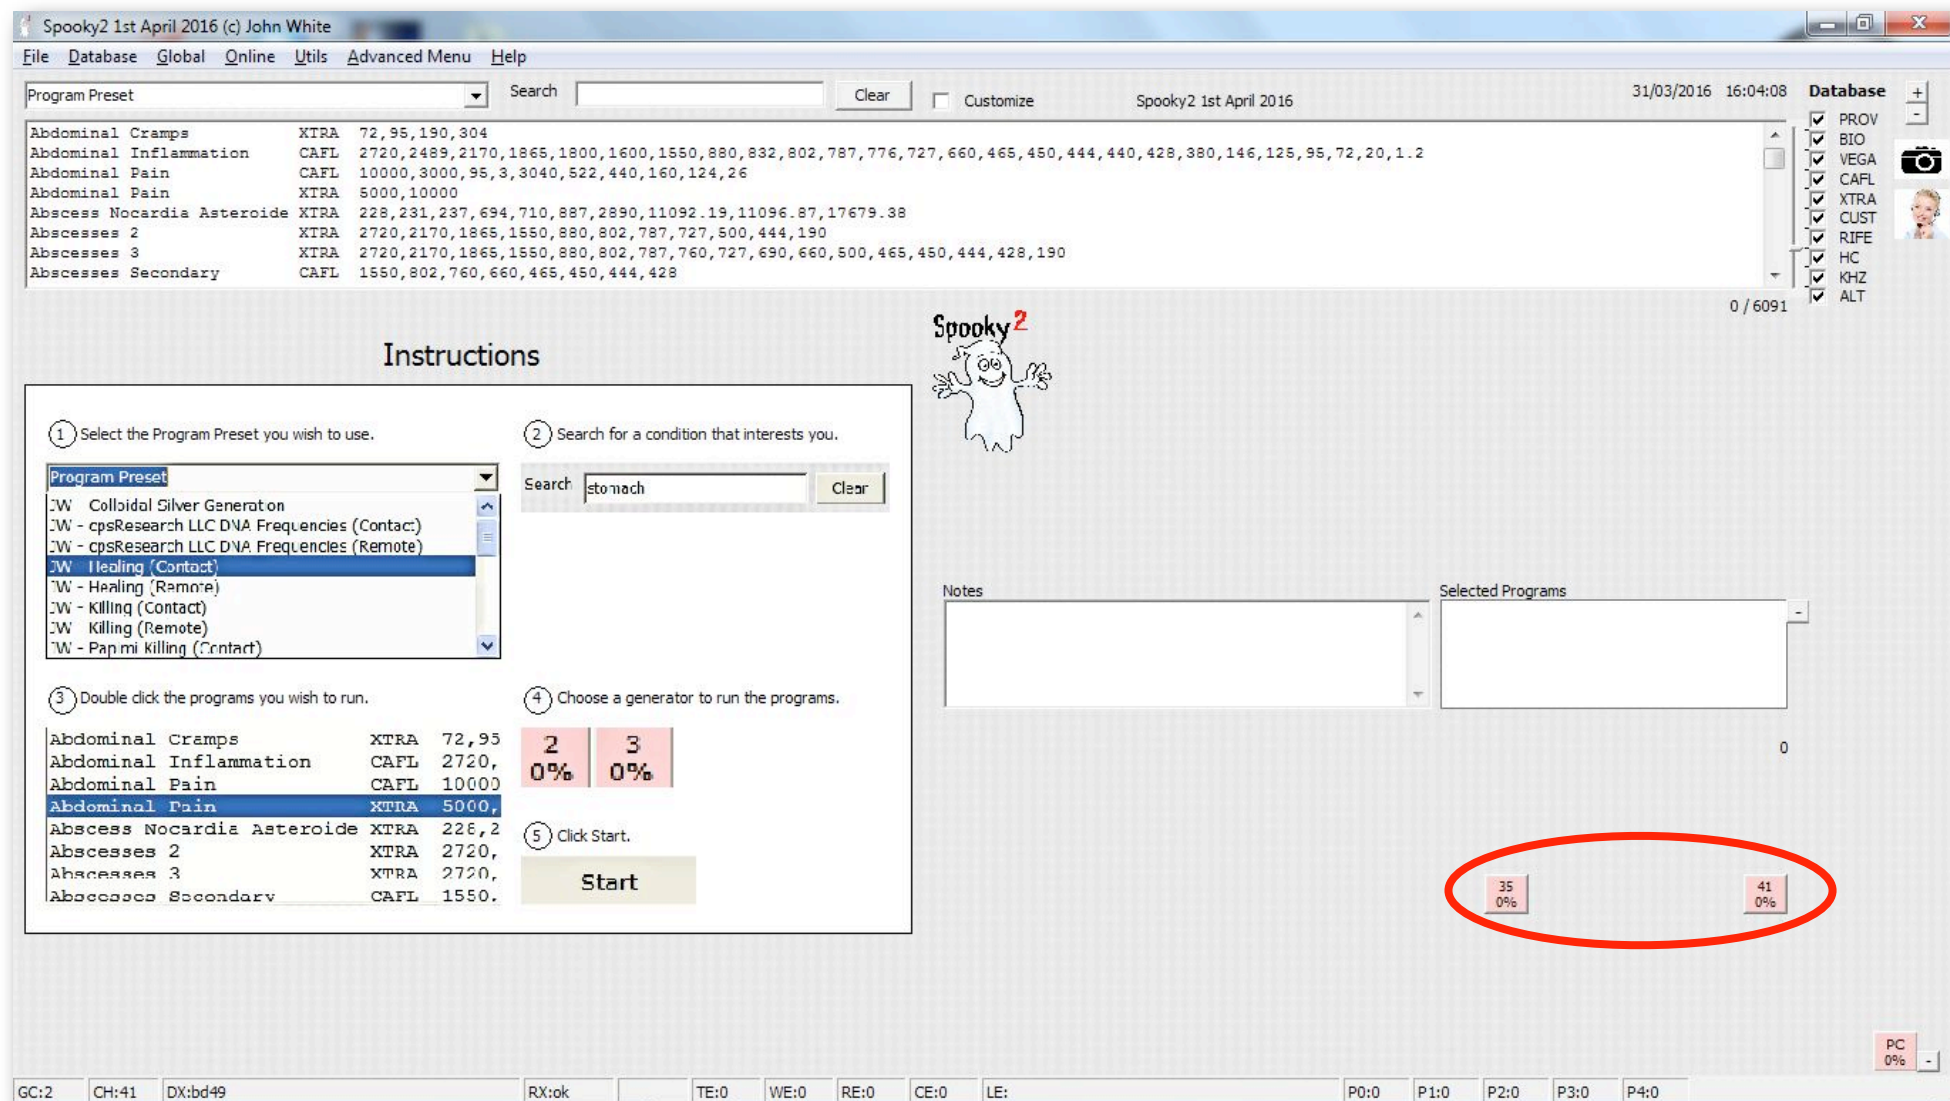 Spooky2 1st April 2016 (c) John White
File Database Global Online Utils Advanced Menu Help
Program Preset Search Clear Customize Spooky2 1st April 2016 31/03/2016 16:04:08 Database + -
Abdominal Cramps XTRA 72,95,190,304
Abdominal Inflammation CAFL 2720,2489,2170,1865,1800,1600,1550,880,832,802,787,776,727,660,465,450,444,440,428,380,146,125,95,72,20,1.2
Abdominal Pain CAFL 10000,3000,95,3,3040,522,440,160,124,26
Abdominal Pain XTRA 5000,10000
Abscess Nocardia Asteroide XTRA 228,231,237,694,710,887,2890,11092.19,11096.87,17679.38
Abscesses 2 XTRA 2720,2170,1865,1550,880,802,787,727,500,444,190
Abscesses 3 XTRA 2720,2170,1865,1550,880,802,787,760,727,690,660,500,465,450,444,428,190
Abscesses Secondary CAFL 1550,802,760,660,465,450,444,428
PROV
BIO
VEGA
CAFL
XTRA
CUST
RIFE
HC
KHZ
ALT
0 / 6091
Spooky2
Instructions
1 Select the Program Preset you wish to use.
Program Preset
JW Colloidal Silver Generation
JW - cpsResearch LLC DNA Frequencies (Contact)
JW - cpsResearch LLC DNA Frequencies (Remote)
JW Healing (Contact)
JW - Healing (Remote)
JW - Killing (Contact)
JW Killing (Remote)
JW - Papimi Killing (Contact)
2 Search for a condition that interests you.
Search stomach Clear
3 Double click the programs you wish to run.
Abdominal Cramps XTRA 72,95
Abdominal Inflammation CAFL 2720,
Abdominal Pain CAFL 10000
Abdominal Pain XTRA 5000,
Abscess Nocardia Asteroide XTRA 228,2
Abscesses 2 XTRA 2720,
Abscesses 3 XTRA 2720,
Abscesses Secondary CAFL 1550,
4 Choose a generator to run the programs.
2 3
0% 0%
5 Click Start.
Start
Notes
Selected Programs
-
0
35 41
0% 0%
PC
0% -
GC:2 CH:41 DX:bd49 RX:ok TE:0 WE:0 RE:0 CE:0 LE: P0:0 P1:0 P2:0 P3:0 P4:0